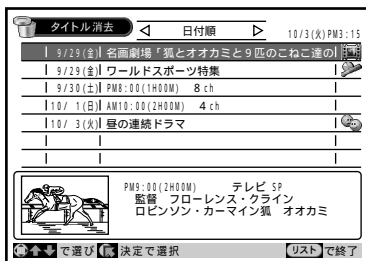 タイトル消去 ◁ 日付順 ▷ 10/3(火)PM3:15
9/29(金) 名画劇場「狐とオオカミと9匹のこねこ達の
9/29(金) ワールドスポーツ特集
9/30(土) PM8:00(1H00M) 8 ch
10/ 1(日) AM10:00(2H00M) 4 ch
10/ 3(火) 昼の連続ドラマ
PM9:00(2H00M) テレビ SP
監督 フローレンス・クライン
ロビンソン・カーマイン狐 オオカミ
で選び 決定で選択 リスト で終了